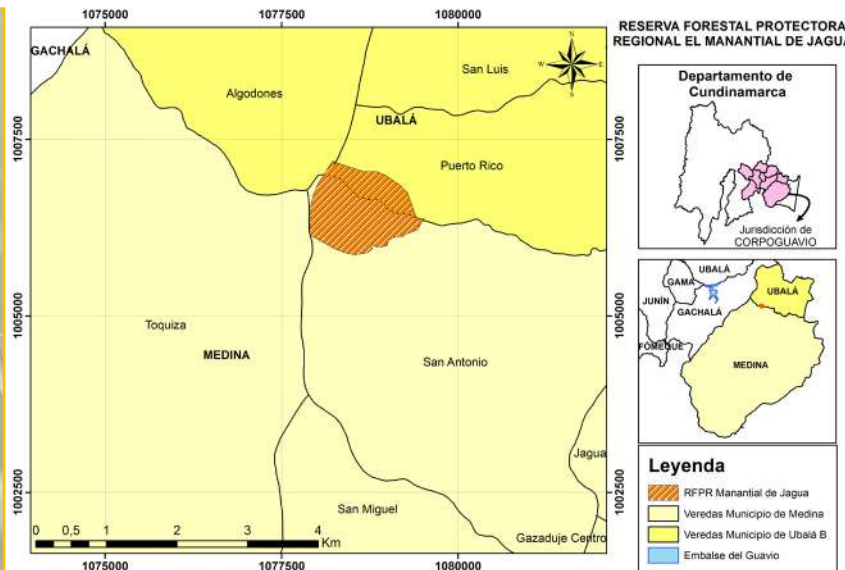 1075000 1077500 1080000
RESERVA FORESTAL PROTECTORA
REGIONAL EL MANANTIAL DE JAGUA
GACHALÁ
San Luis
Algodones
UBALÁ
1007500
1007500
Puerto Rico
N
W E
S
Toquiza
1005000
1005000
MEDINA
San Antonio
Jagua
1002500
1002500
San Miguel
Gazaduje Centro
0 0,5 1 2 3 4
Km
1075000 1077500 1080000
Departamento de
Cundinamarca
Jurisdicción de
CORPOGUAVIO
UBALÁ
GAMA
UBALÁ
JUNÍN
GACHALÁ
FÓMEQUE
MEDINA
Leyenda
RFPR Manantial de Jagua
Veredas Municipio de Medina
Veredas Municipio de Ubalá B
Embalse del Guavio